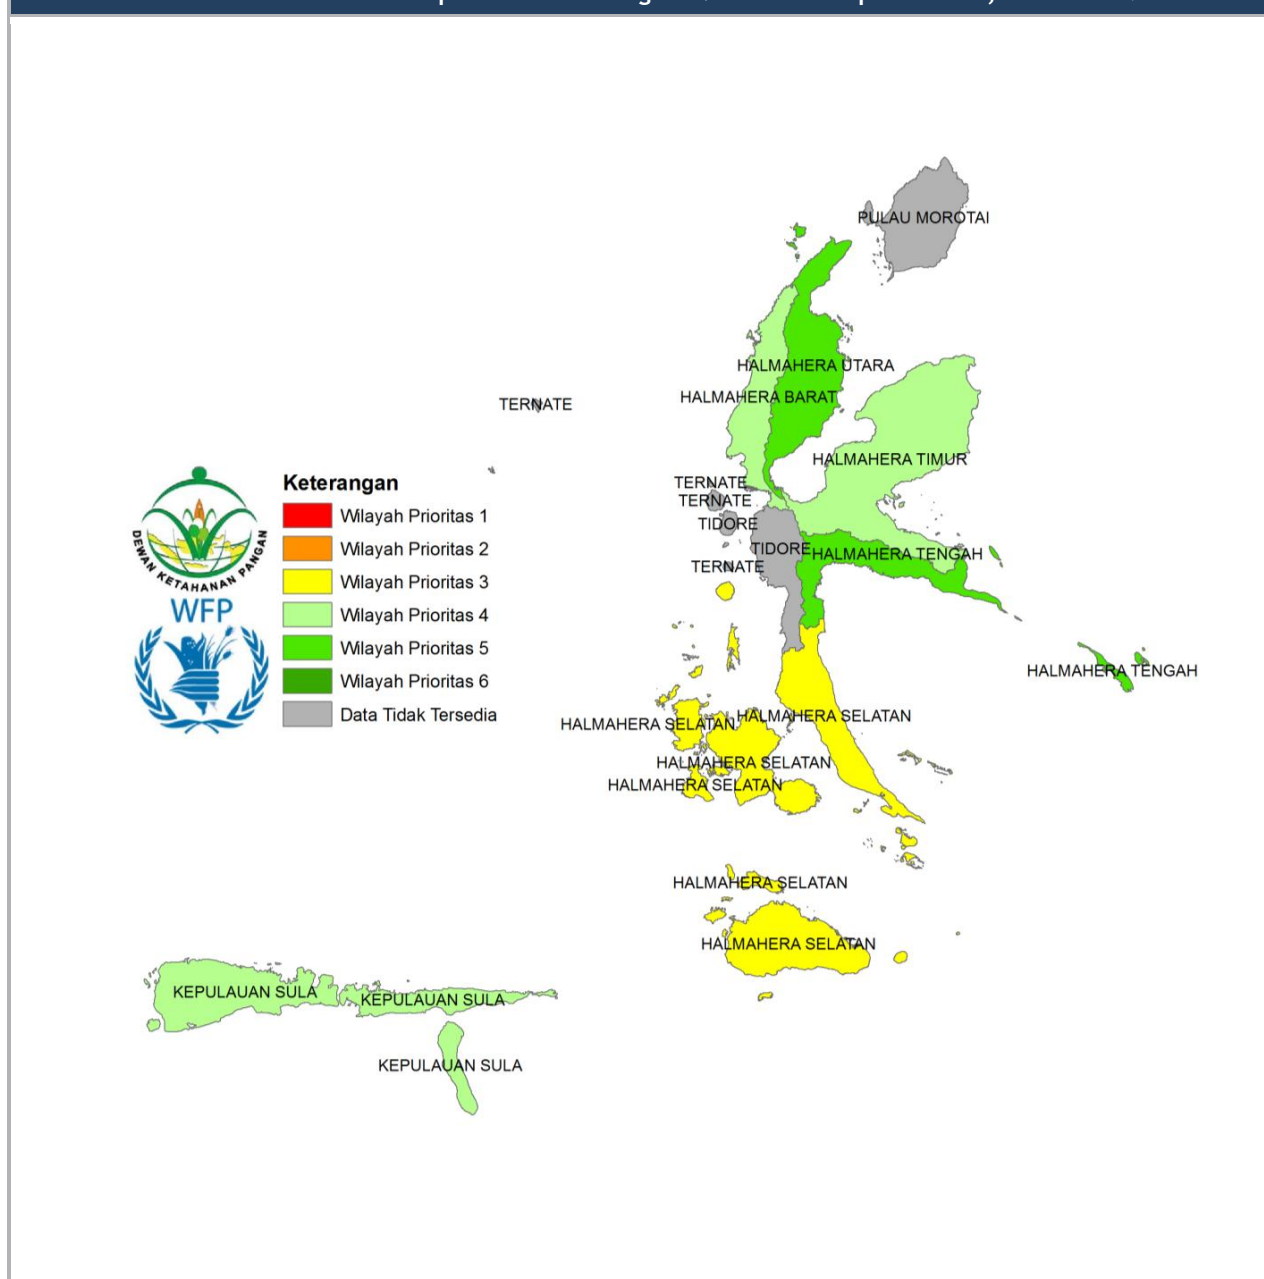 PULAU MOROTAI
HALMAHERA UTARA
HALMAHERA BARAT
TERNATE
HALMAHERA TIMUR
TERNATE
TERNATE
TIDORE
TIDORE
HALMAHERA TENGAH
TERNATE
HALMAHERA TENGAH
HALMAHERA SELATAN
HALMAHERA SELATAN
HALMAHERA SELATAN
HALMAHERA SELATAN
HALMAHERA SELATAN
HALMAHERA SELATAN
KEPULAUAN SULA
KEPULAUAN SULA
KEPULAUAN SULA
DEWAN KETAHANAN PANGAN
WFP
Keterangan
Wilayah Prioritas 1
Wilayah Prioritas 2
Wilayah Prioritas 3
Wilayah Prioritas 4
Wilayah Prioritas 5
Wilayah Prioritas 6
Data Tidak Tersedia